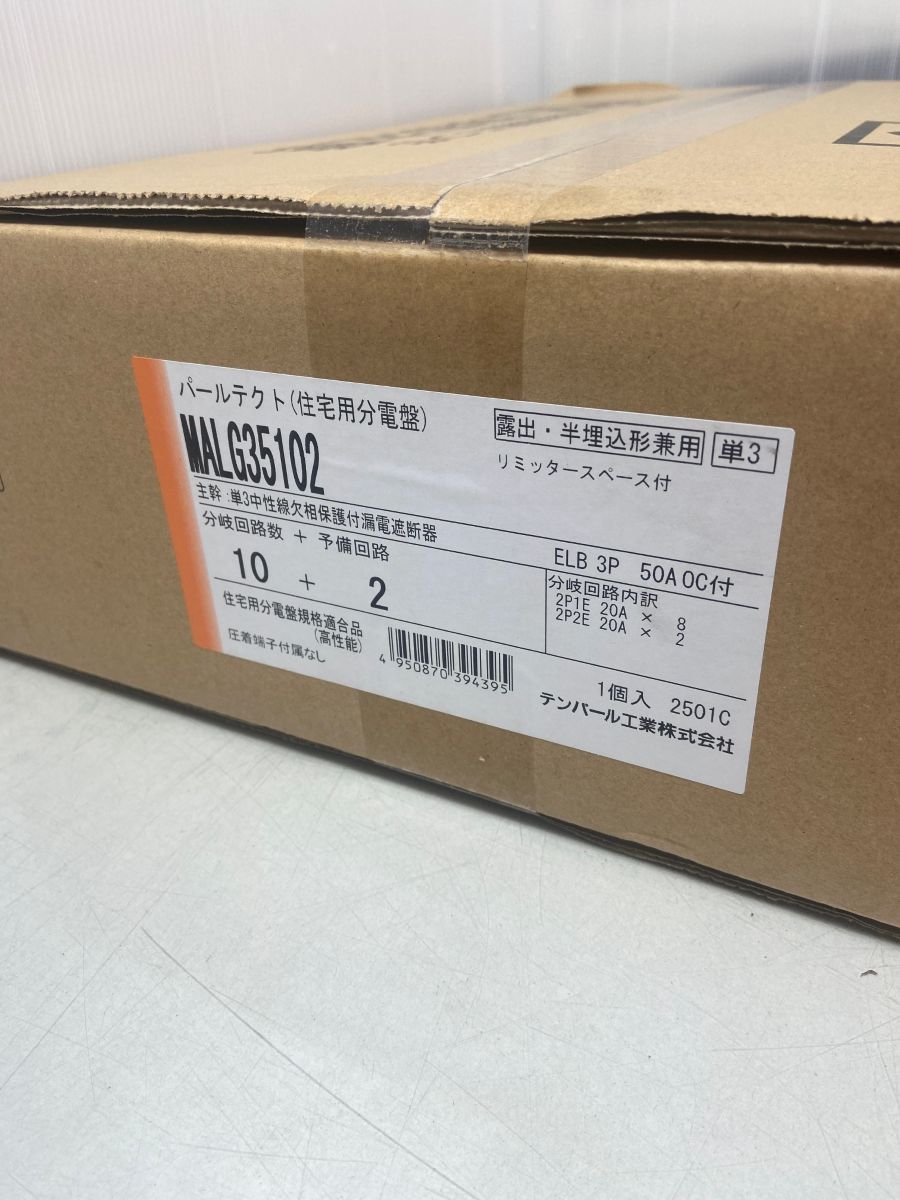 パールテクト(住宅用分電盤)
MALG35102
露出・半埋込形兼用 単3
リミッタースペース付
主幹:単3中性線欠相保護付漏電遮断器
ELB 3P 50A OC付
分岐回路数 + 予備回路
10 + 2
分岐回路内訳
2P1E 20A × 8
2P2E 20A × 2
住宅用分電盤規格適合品
(高性能)
圧着端子付属なし
4 950870 394395
1個入 2501C
テンパール工業株式会社